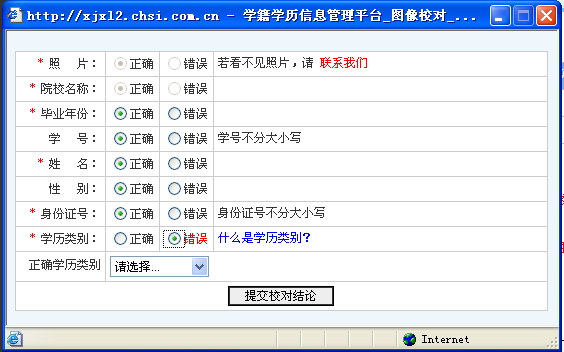 http://xjxl2.chsi.com.cn - 学籍学历信息管理平台_图像校对_...
* 照 片： 正确 错误 若看不见照片，请 联系我们
* 院校名称： 正确 错误
* 毕业年份： 正确 错误
学 号： 正确 错误 学号不分大小写
* 姓 名： 正确 错误
性 别： 正确 错误
* 身份证号： 正确 错误 身份证号不分大小写
* 学历类别： 正确 错误 什么是学历类别?
正确学历类别 请选择...
提交校对结论
Internet